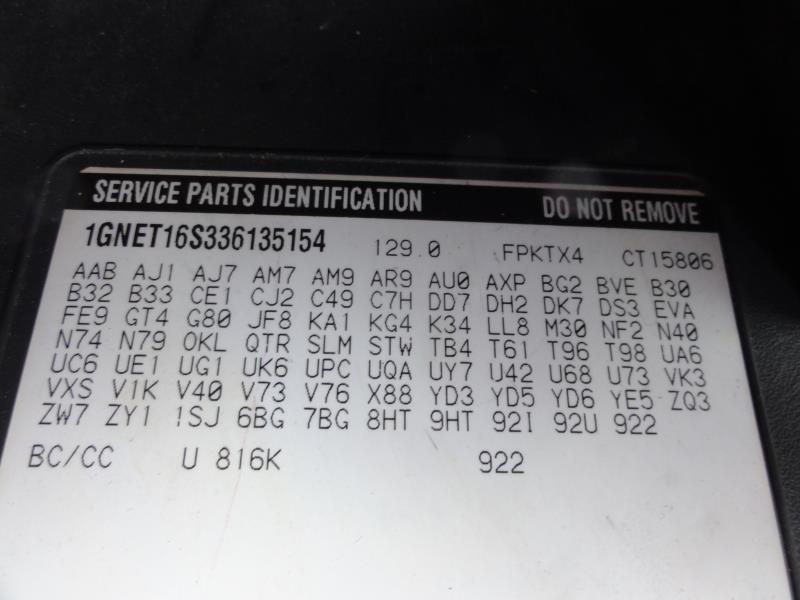 SERVICE PARTS IDENTIFICATION DO NOT REMOVE
1GNET16S336135154 129.0 FPKTX4 CT15806
AAB AJ1 AJ7 AM7 AM9 AR9 AU0 AXP BG2 BVE B30
B32 B33 CE1 CJ2 C49 C7H DD7 DH2 DK7 DS3 EVA
FE9 GT4 G80 JF8 KA1 KG4 K34 LL8 M30 NF2 N40
N74 N79 OKL QTR SLM STW TB4 T61 T96 T98 UA6
UC6 UE1 UG1 UK6 UPC UQA UY7 U42 U68 U73 VK3
VXS V1K V40 V73 V76 X88 YD3 YD5 YD6 YE5 ZQ3
ZW7 ZY1 1SJ 6BG 7BG 8HT 9HT 92I 92U 922
BC/CC U 816K 922